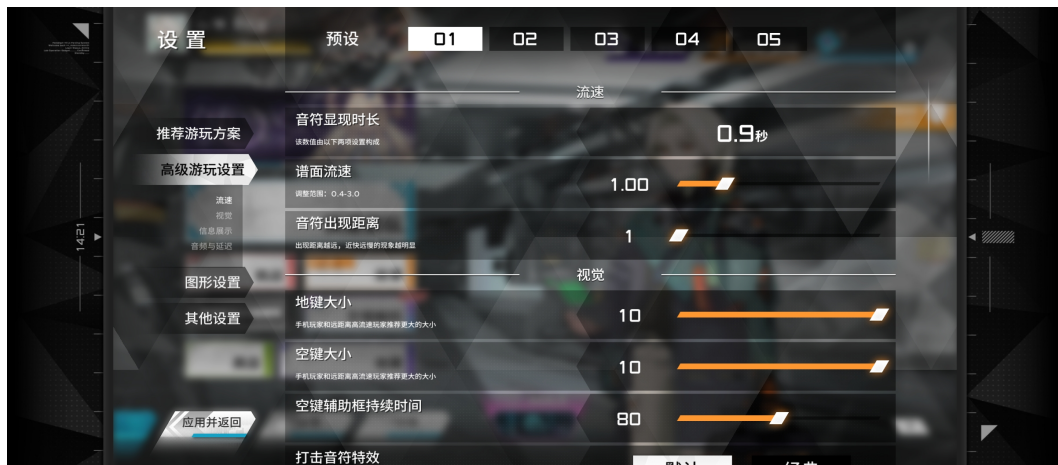 设置
预设 01 02 03 04 05
推荐游玩方案
高级游玩设置
流速
视觉
信息展示
音频与延迟
图形设置
其他设置
应用并返回
14.21
流速
音符显现时长
该数值由以下两项设置构成
0.9秒
谱面流速
调整范围：0.4-3.0
1.00
音符出现距离
出现距离越远，近快远慢的现象越明显
1
视觉
地键大小
手机玩家和远距离高流速玩家推荐更大的大小
10
空键大小
手机玩家和远距离高流速玩家推荐更大的大小
10
空键辅助框持续时间
80
打击音符特效
默认 经典